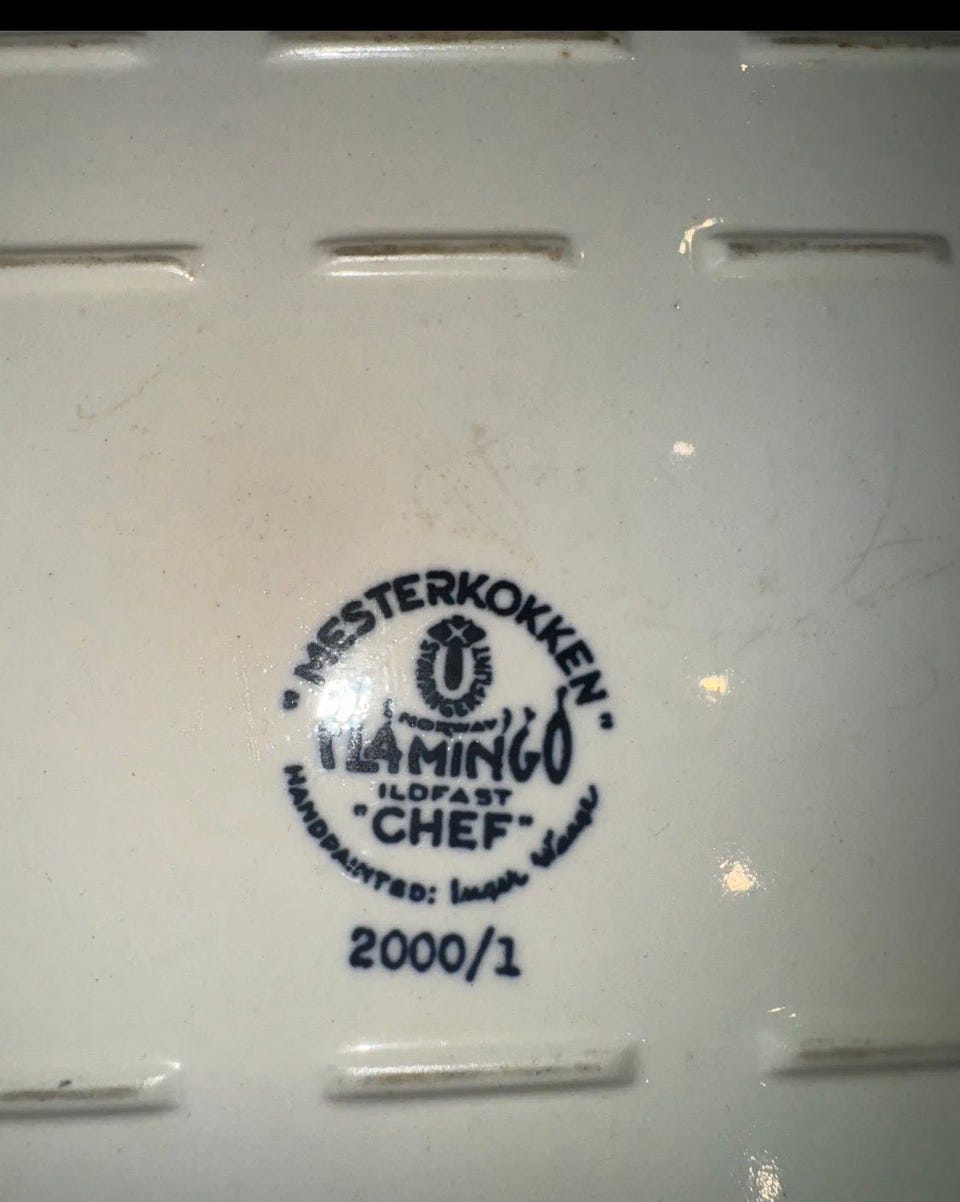 "MESTERKOKKEN"
STAVANGERFLINT
NORWAY
FLAMINGO
ILDFAST
"CHEF"
HANDPAINTED: Inger Waage
2000/1